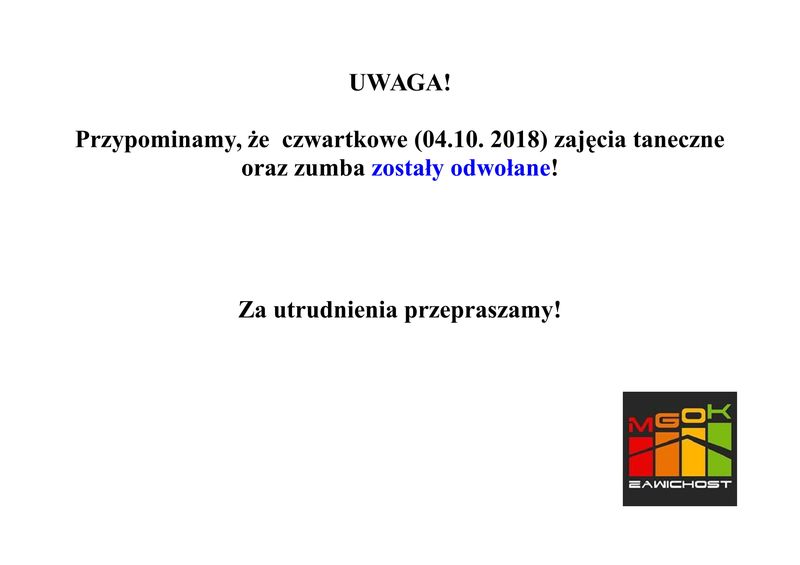 UWAGA!
Przypominamy, że  czwartkowe (04.10. 2018) zajęcia taneczne
oraz zumba zostały odwołane!
Za utrudnienia przepraszamy!
MGOK
ZAWICHOST